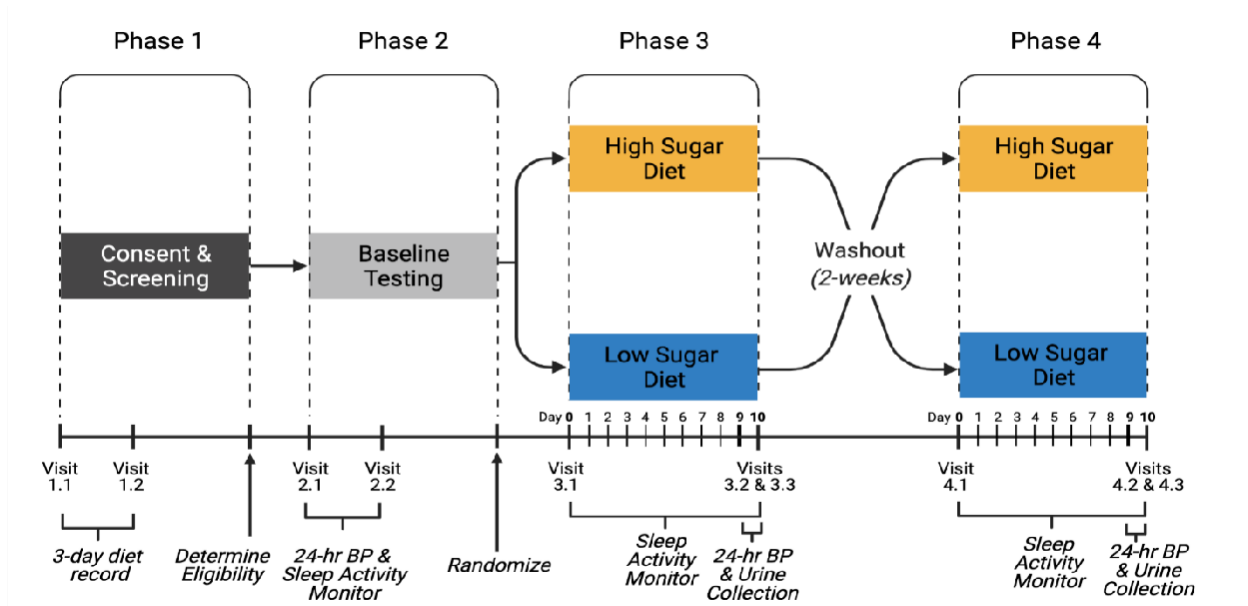 Phase 1
Phase 2
Phase 3
Phase 4
Consent &
Screening
Baseline
Testing
High Sugar
Diet
Low Sugar
Diet
Washout
(2-weeks)
High Sugar
Diet
Low Sugar
Diet
Day 0 1 2 3 4 5 6 7 8 9 10
Day 0 1 2 3 4 5 6 7 8 9 10
Visit
1.1
Visit
1.2
Visit
2.1
Visit
2.2
Visit
3.1
Visits
3.2 & 3.3
Visit
4.1
Visits
4.2 & 4.3
3-day diet
record
Determine
Eligibility
24-hr BP &
Sleep Activity
Monitor
Randomize
Sleep
Activity
Monitor
24-hr BP
& Urine
Collection
Sleep
Activity
Monitor
24-hr BP
& Urine
Collection